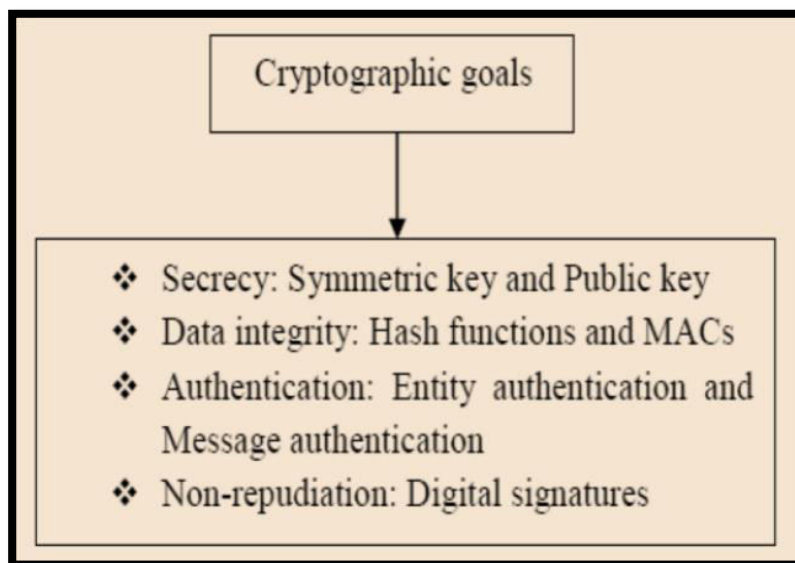 Cryptographic goals
❖ Secrecy: Symmetric key and Public key
❖ Data integrity: Hash functions and MACs
❖ Authentication: Entity authentication and
Message authentication
❖ Non-repudiation: Digital signatures